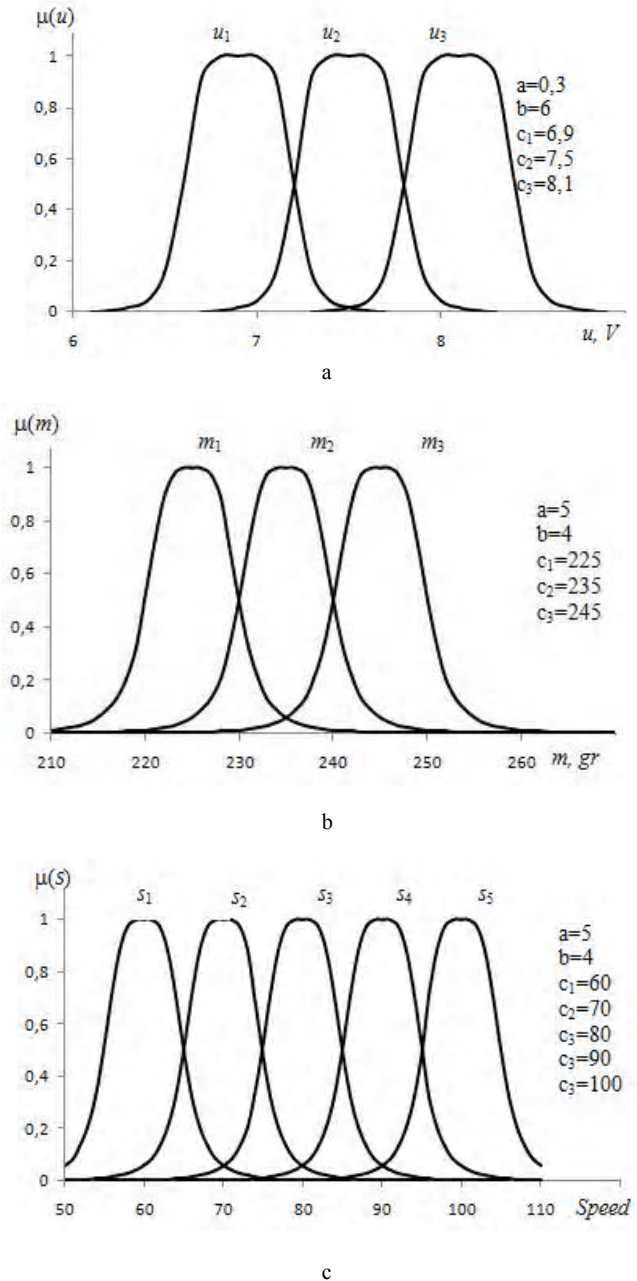 μ(u)
u₁ u₂ u₃
1
0,8
0,6
0,4
0,2
0
a=0,3
b=6
c₁=6,9
c₂=7,5
c₃=8,1
6 7 8
u, V
a
μ(m)
m₁ m₂ m₃
1
0,8
0,6
0,4
0,2
0
a=5
b=4
c₁=225
c₂=235
c₃=245
210 220 230 240 250 260 m, gr
b
μ(s)
s₁ s₂ s₃ s₄ s₅
1
0,8
0,6
0,4
0,2
0
a=5
b=4
c₁=60
c₂=70
c₃=80
c₃=90
c₃=100
50 60 70 80 90 100 110 Speed
c